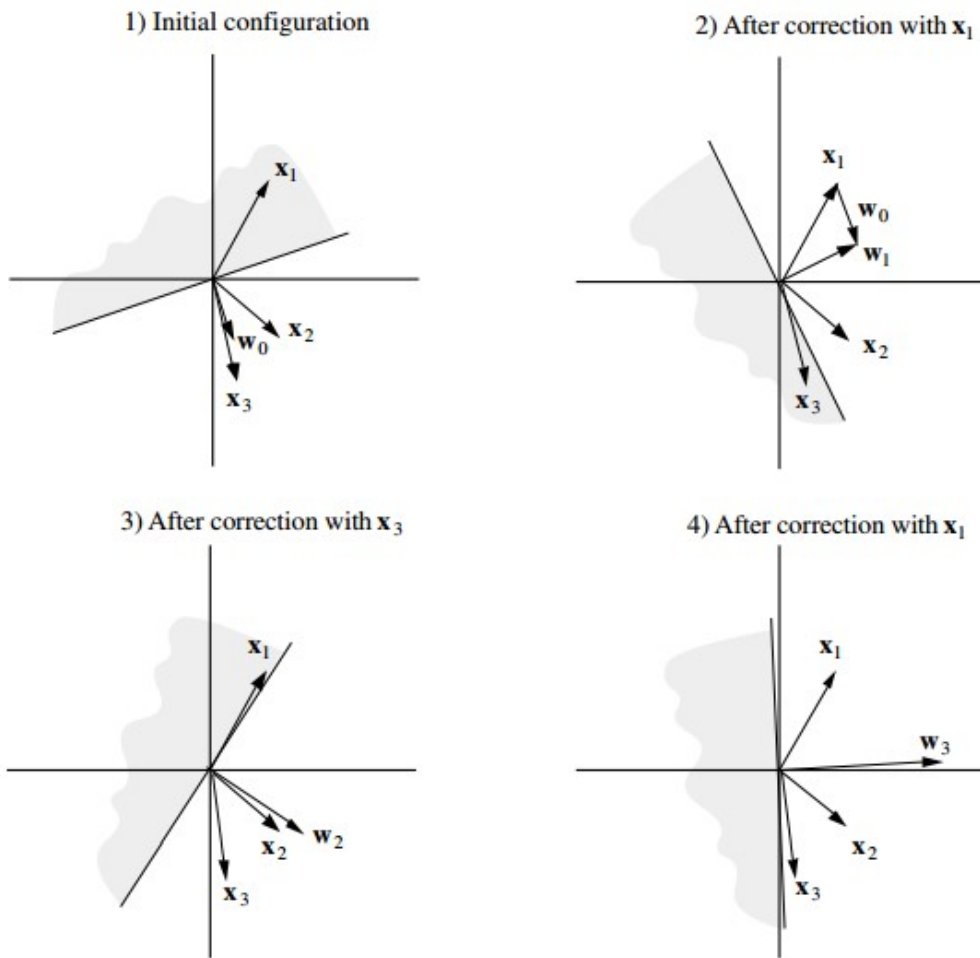 1) Initial configuration
x₁
x₂
w₀
x₃
2) After correction with x₁
x₁
w₀
w₁
x₂
x₃
3) After correction with x₃
x₁
x₂
w₂
x₃
4) After correction with x₁
x₁
w₃
x₂
x₃